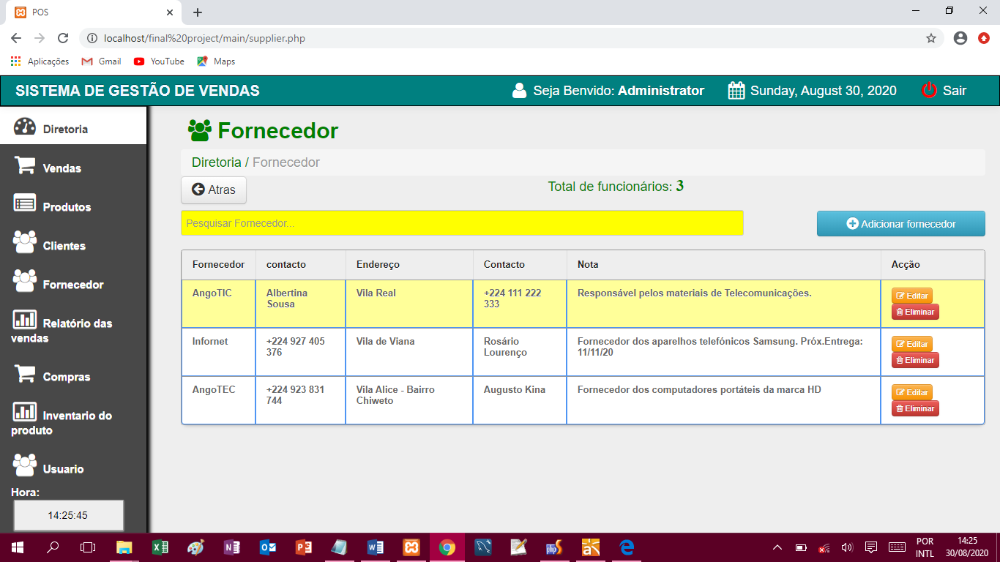 POS
localhost/final%20project/main/supplier.php
Aplicações Gmail YouTube Maps
SISTEMA DE GESTÃO DE VENDAS Seja Benvido: Administrator Sunday, August 30, 2020 Sair
Diretoria
Vendas
Produtos
Clientes
Fornecedor
Relatório das
vendas
Compras
Inventario do
produto
Usuario
Hora:
14:25:45
Fornecedor
Diretoria / Fornecedor
Atras
Total de funcionários: 3
Pesquisar Fornecedor...
Adicionar fornecedor
Fornecedor contacto Endereço Contacto Nota Acção
AngoTIC Albertina Vila Real +224 111 222 Responsável pelos materiais de Telecomunicações. Editar
Sousa 333 Eliminar
Infornet +224 927 405 Vila de Viana Rosário Fornecedor dos aparelhos telefónicos Samsung. Próx.Entrega: Editar
376 Lourenço 11/11/20 Eliminar
AngoTEC +224 923 831 Vila Alice - Bairro Augusto Kina Fornecedor dos computadores portáteis da marca HD Editar
744 Chiweto Eliminar
POR 14:25
INTL 30/08/2020